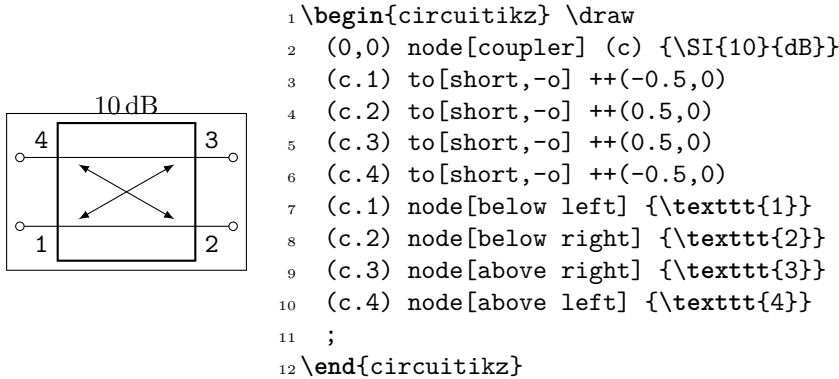 10 dB
4 3
1 2
1 \begin{circuitikz} \draw
2 (0,0) node[coupler] (c) {\SI{10}{dB}}
3 (c.1) to[short,-o] ++(-0.5,0)
4 (c.2) to[short,-o] ++(0.5,0)
5 (c.3) to[short,-o] ++(0.5,0)
6 (c.4) to[short,-o] ++(-0.5,0)
7 (c.1) node[below left] {\texttt{1}}
8 (c.2) node[below right] {\texttt{2}}
9 (c.3) node[above right] {\texttt{3}}
10 (c.4) node[above left] {\texttt{4}}
11 ;
12 \end{circuitikz}